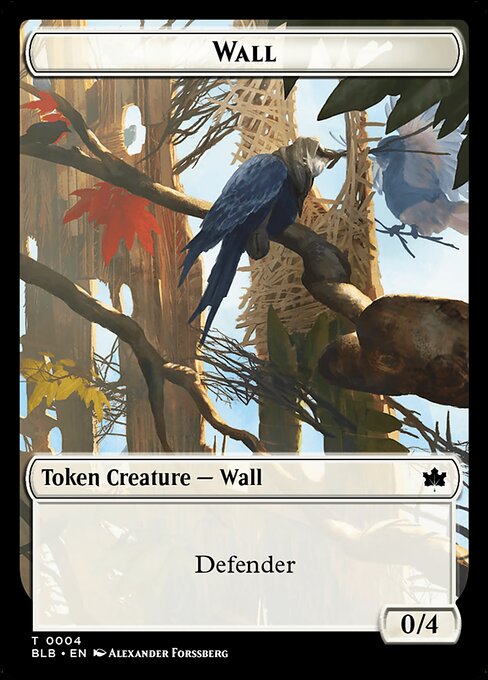 Wall
Token Creature — Wall
Defender
0/4
T 0004
BLB • EN Alexander Forssberg